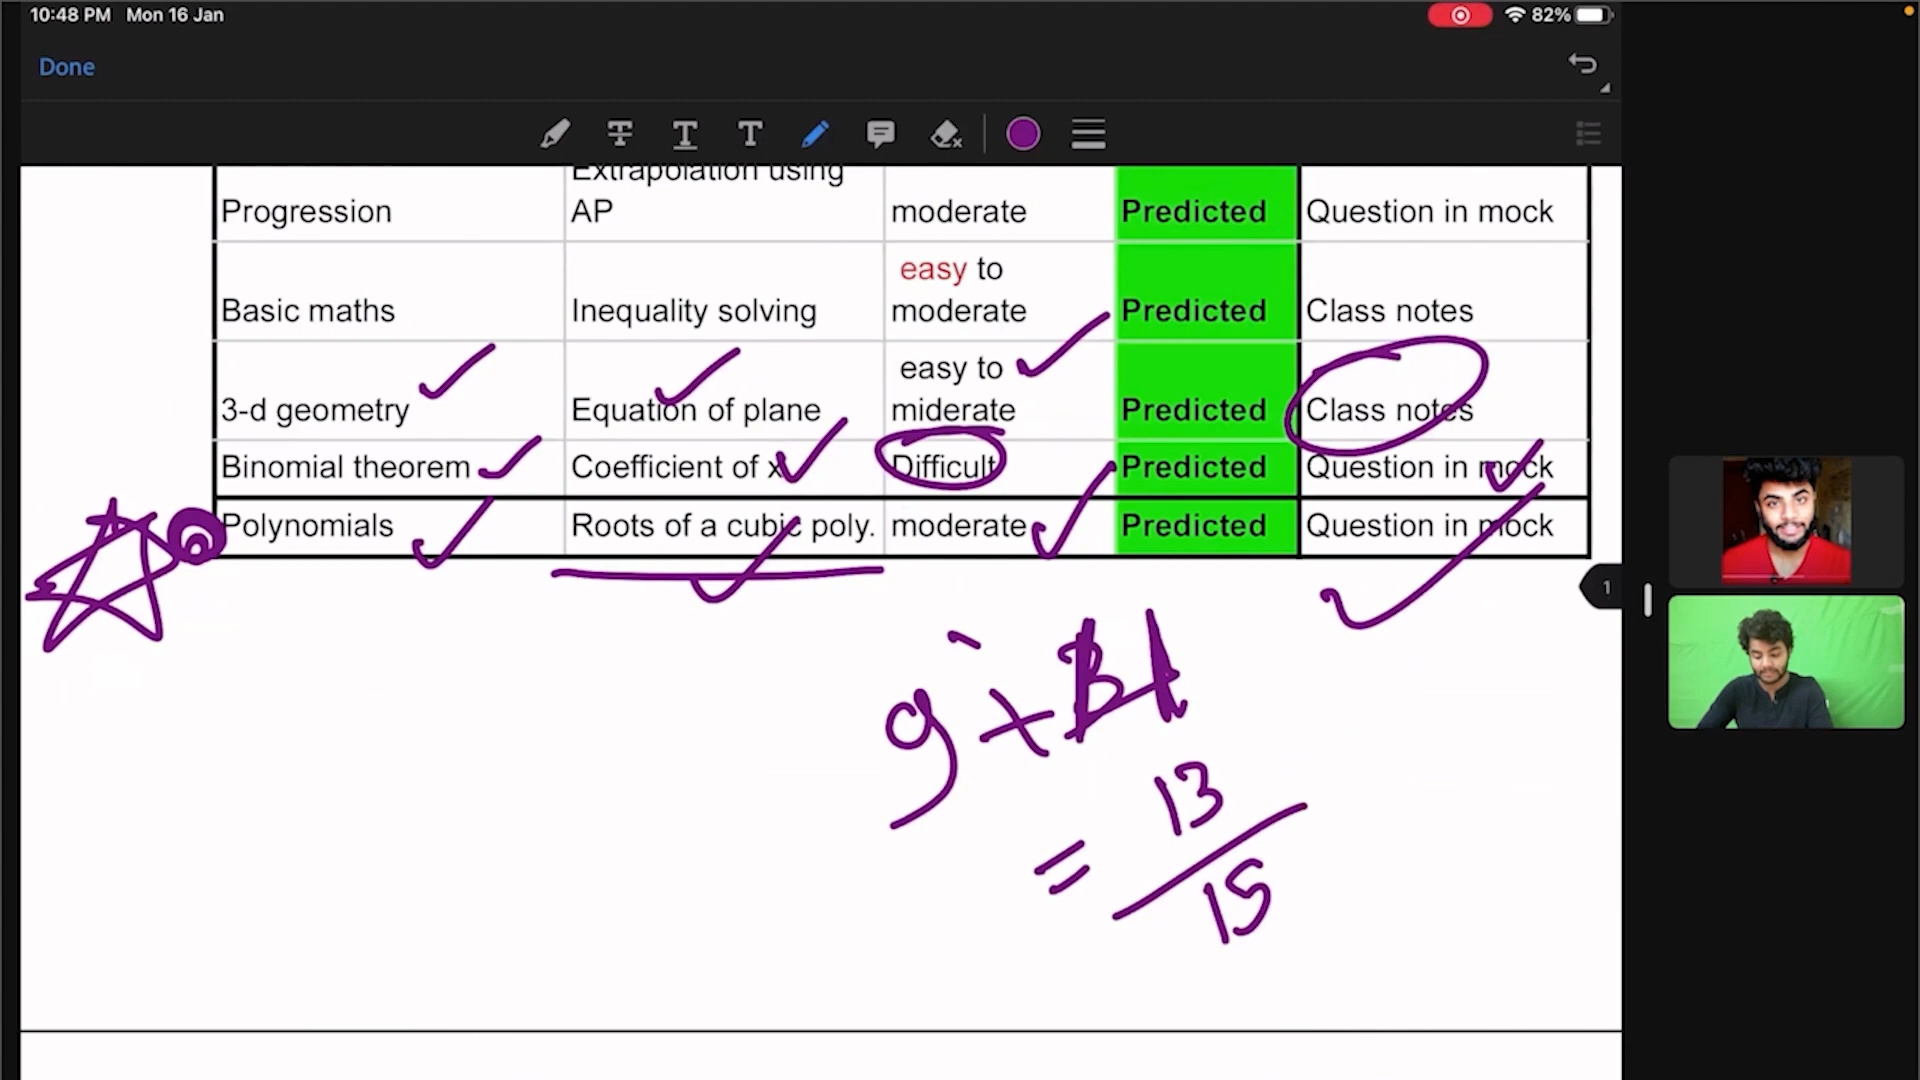 10:48 PM Mon 16 Jan 82%
Done
T T T
Extrapolation using
Progression AP moderate Predicted Question in mock
easy to
Basic maths Inequality solving moderate Predicted Class notes
easy to
3-d geometry Equation of plane miderate Predicted Class notes
Binomial theorem Coefficient of x Difficult Predicted Question in mock
Polynomials Roots of a cubic poly. moderate Predicted Question in mock
1
9 +
= 13
15